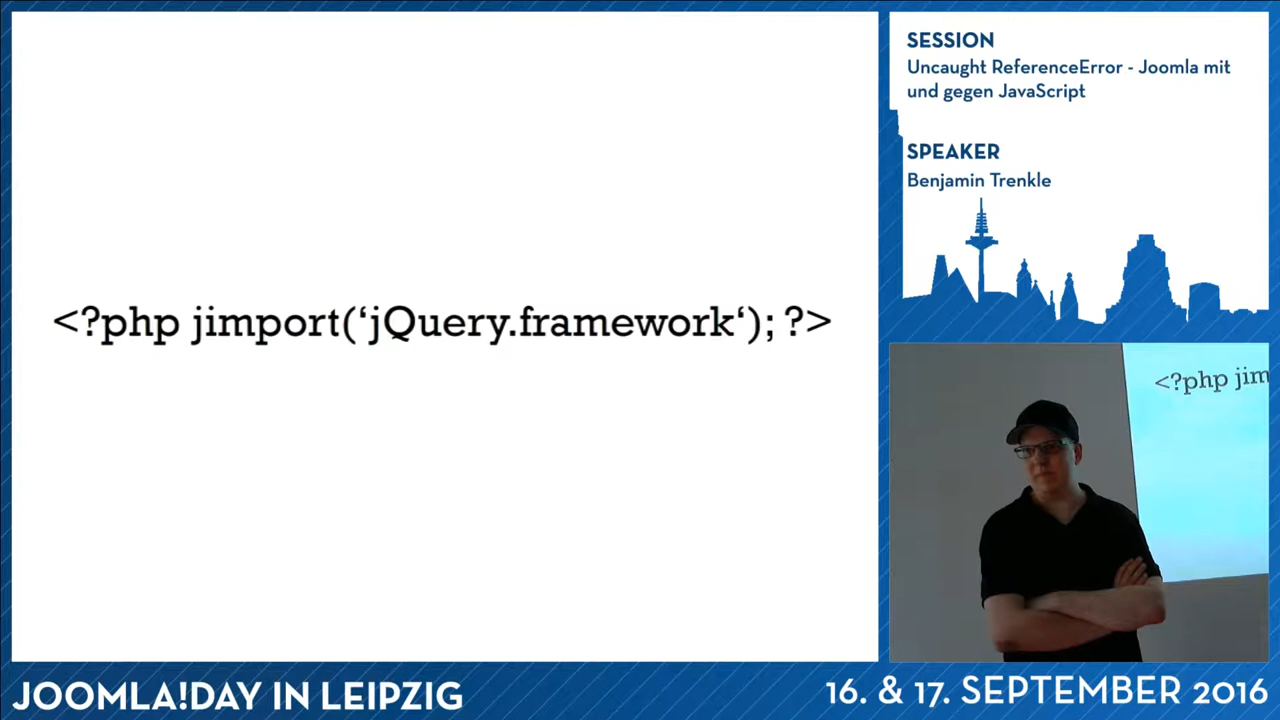 <?php jimport(‘jQuery.framework‘); ?>
SESSION
Uncaught ReferenceError - Joomla mit
und gegen JavaScript
SPEAKER
Benjamin Trenkle
<?php jim
JOOMLA!DAY IN LEIPZIG
16. & 17. SEPTEMBER 2016